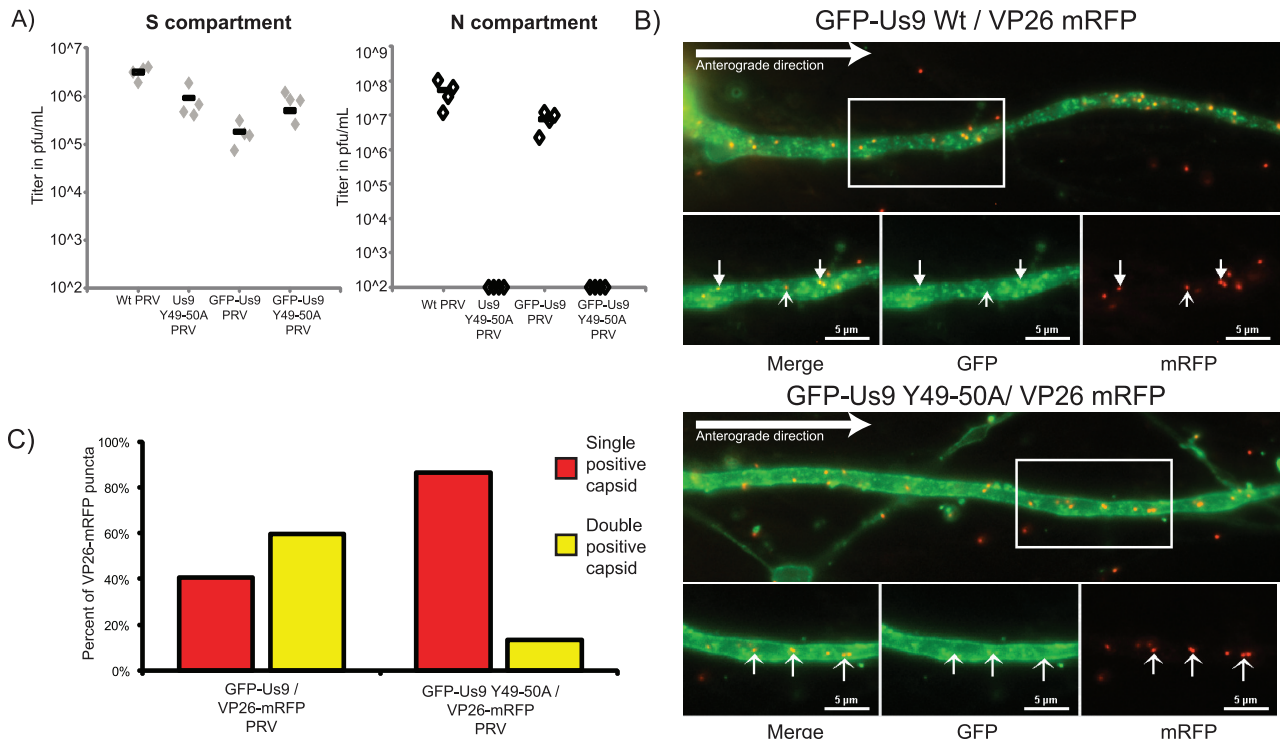 A)
S compartment
Titer in pfu/mL
10^7
10^6
10^5
10^4
10^3
10^2
Wt PRV
Us9
Y49-50A
PRV
GFP-Us9
PRV
GFP-Us9
Y49-50A
PRV
N compartment
Titer in pfu/mL
10^9
10^8
10^7
10^6
10^5
10^4
10^3
10^2
Wt PRV
Us9
Y49-50A
PRV
GFP-Us9
PRV
GFP-Us9
Y49-50A
PRV
B)
GFP-Us9 Wt / VP26 mRFP
Anterograde direction
5 µm
5 µm
5 µm
Merge
GFP
mRFP
GFP-Us9 Y49-50A/ VP26 mRFP
Anterograde direction
5 µm
5 µm
5 µm
Merge
GFP
mRFP
C)
Percent of VP26-mRFP puncta
100%
80%
60%
40%
20%
0%
Single
positive
capsid
Double
positive
capsid
GFP-Us9 /
VP26-mRFP
PRV
GFP-Us9 Y49-50A /
VP26-mRFP
PRV